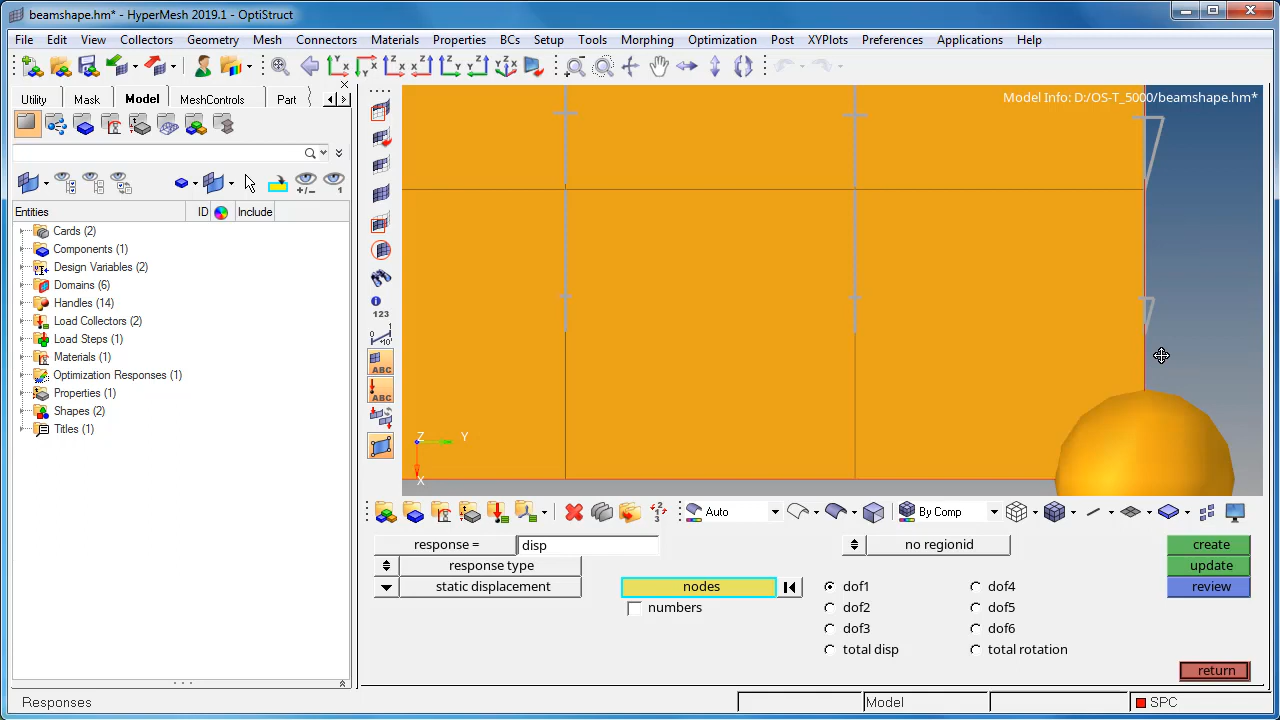 beamshape.hm* - HyperMesh 2019.1 - OptiStruct
File Edit View Collectors Geometry Mesh Connectors Materials Properties BCs Setup Tools Morphing Optimization Post XYPlots Preferences Applications Help
Utility Mask Model MeshControls Part
Model Info: D:/OS-T_5000/beamshape.hm*
Entities ID Include
Cards (2)
Components (1)
Design Variables (2)
Domains (6)
Handles (14)
Load Collectors (2)
Load Steps (1)
Materials (1)
Optimization Responses (1)
Properties (1)
Shapes (2)
Titles (1)
123
ABC
ABC
Z
Y
X
Auto
By Comp
response = disp
no regionid
create
response type
update
static displacement
nodes
dof1
dof4
review
numbers
dof2
dof5
dof3
dof6
total disp
total rotation
return
Responses
Model
SPC